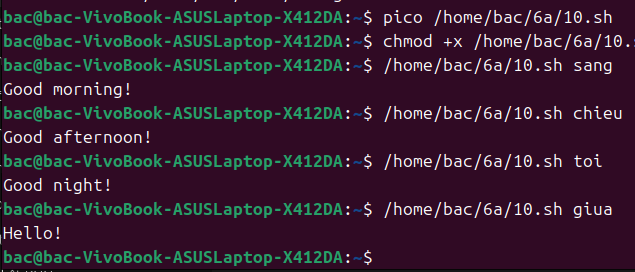 bac@bac-VivoBook-ASUSLaptop-X412DA:~$ pico /home/bac/6a/10.sh
bac@bac-VivoBook-ASUSLaptop-X412DA:~$ chmod +x /home/bac/6a/10.s
bac@bac-VivoBook-ASUSLaptop-X412DA:~$ /home/bac/6a/10.sh sang
Good morning!
bac@bac-VivoBook-ASUSLaptop-X412DA:~$ /home/bac/6a/10.sh chieu
Good afternoon!
bac@bac-VivoBook-ASUSLaptop-X412DA:~$ /home/bac/6a/10.sh toi
Good night!
bac@bac-VivoBook-ASUSLaptop-X412DA:~$ /home/bac/6a/10.sh giua
Hello!
bac@bac-VivoBook-ASUSLaptop-X412DA:~$